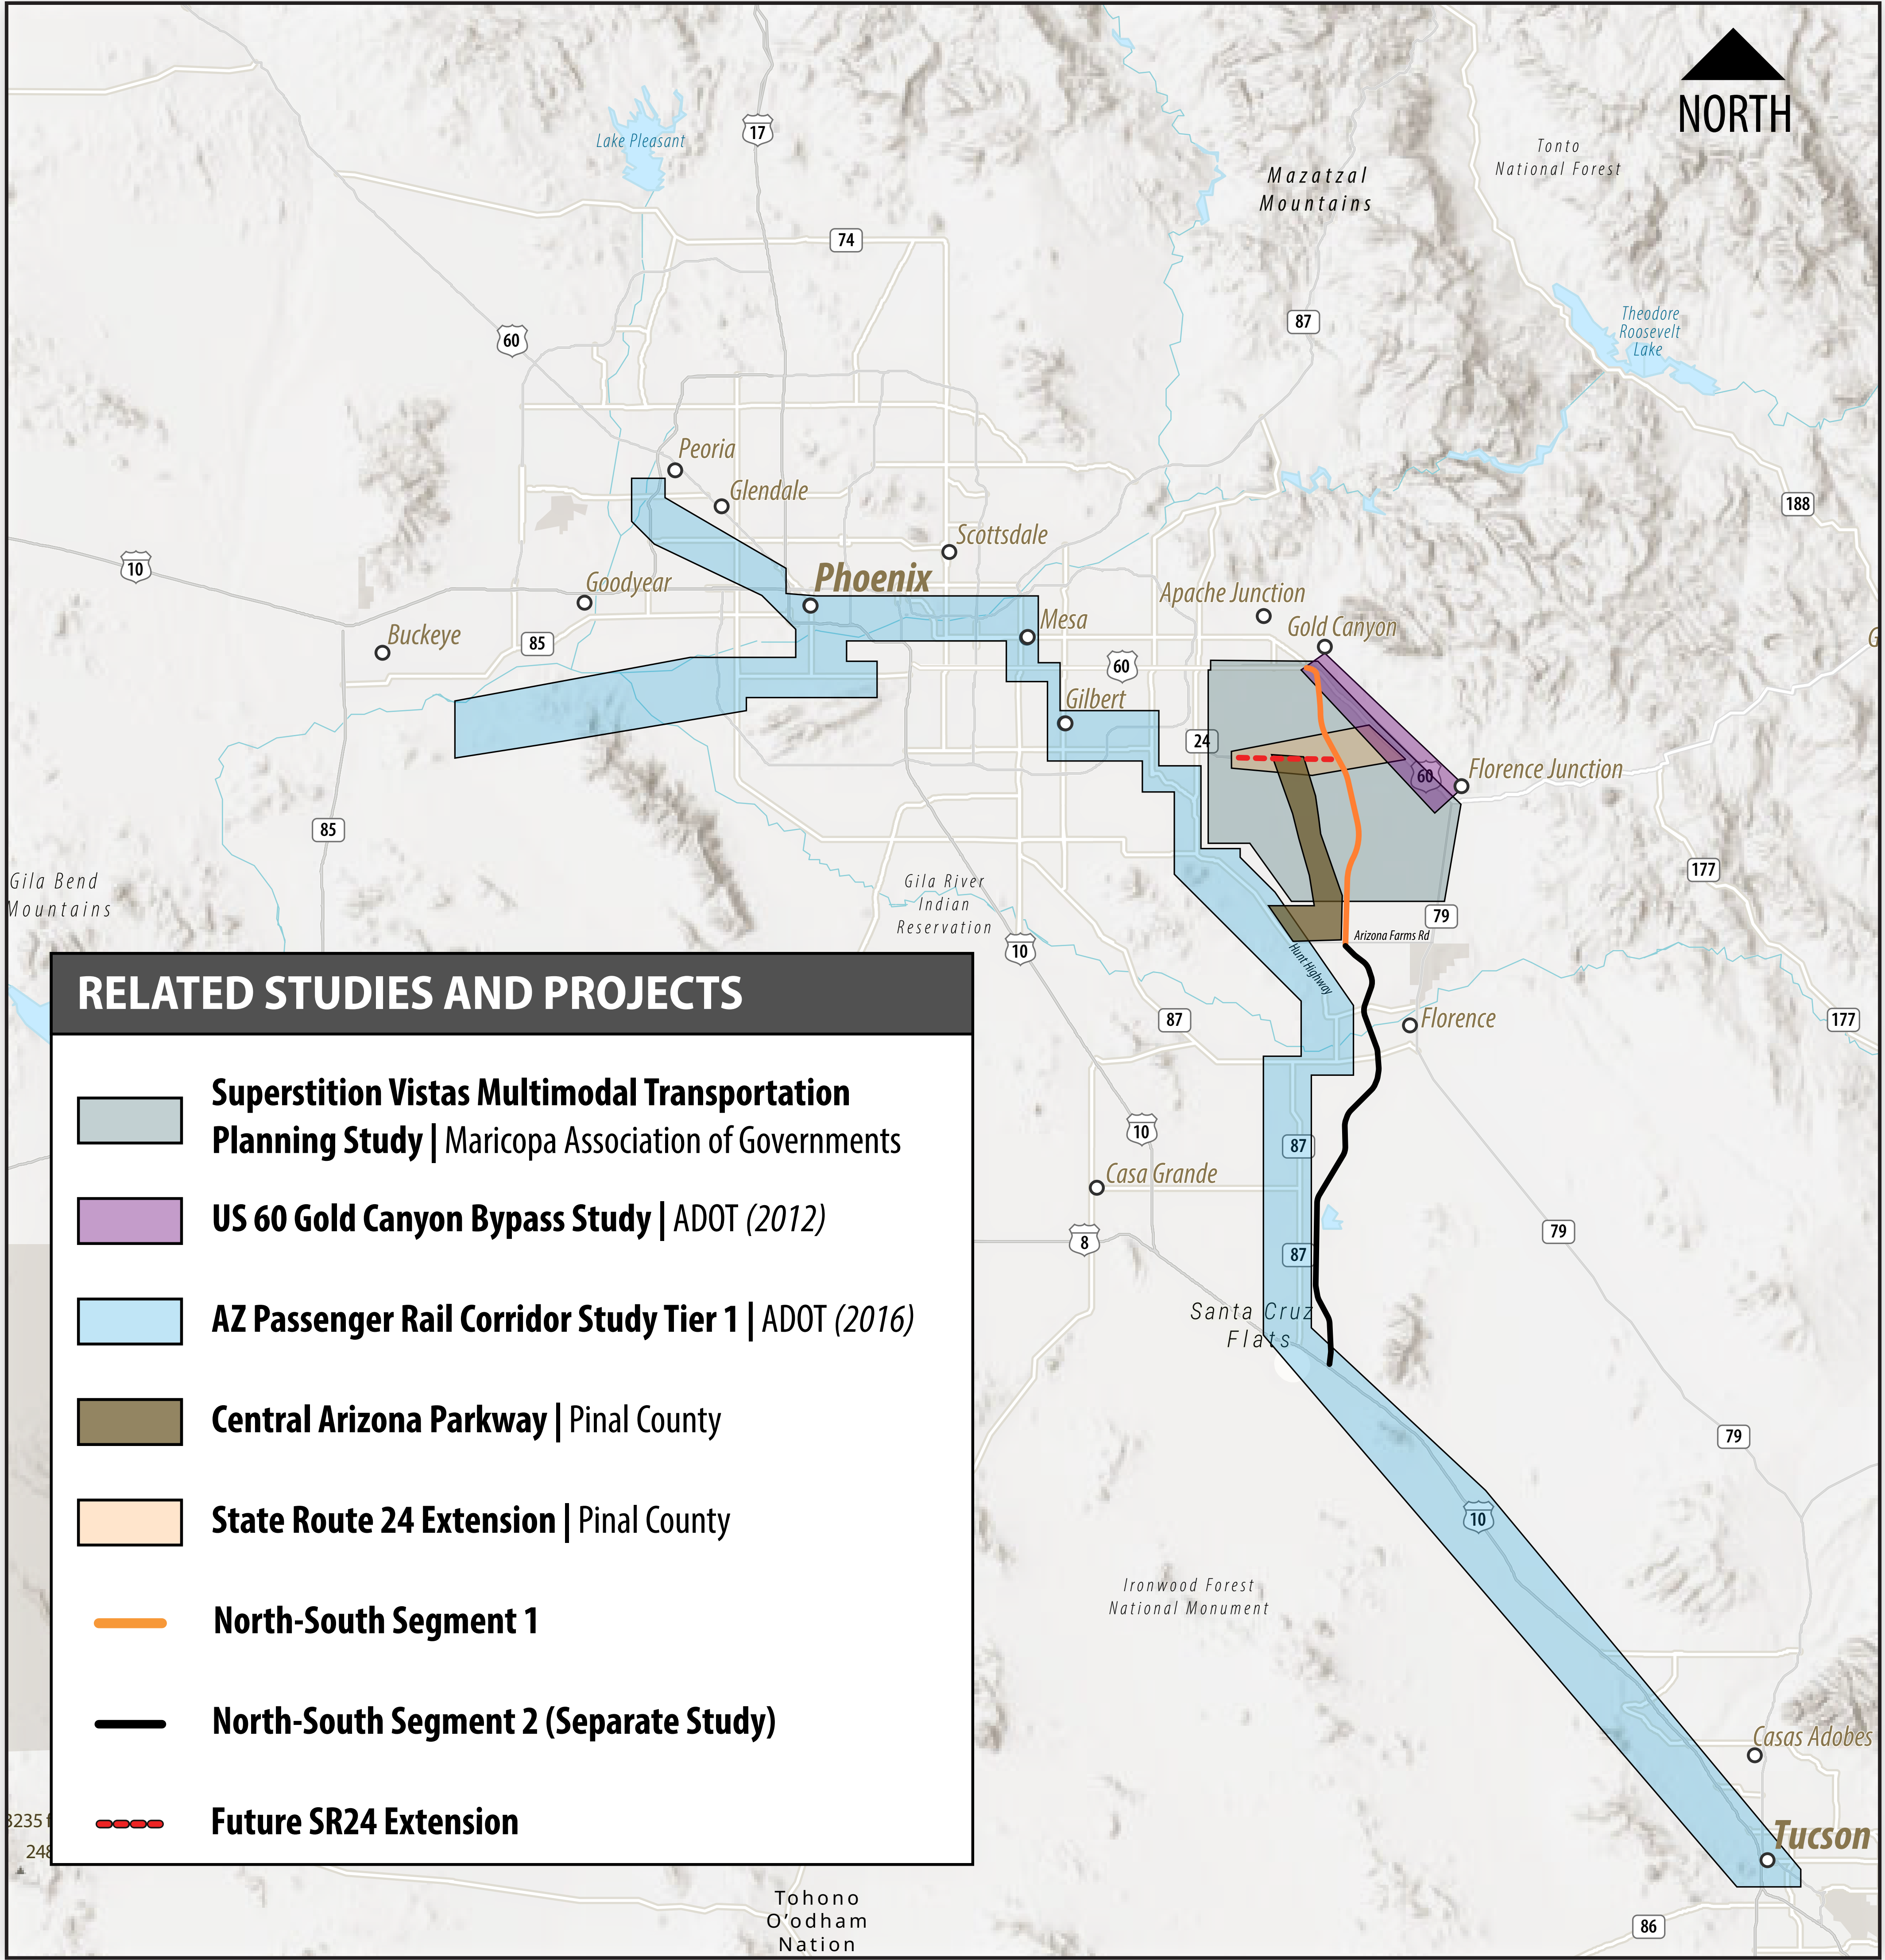 NORTH
17
Lake Pleasant
Tonto
National Forest
Mazatzal
Mountains
74
87
60
Theodore
Roosevelt
Lake
Peoria
Glendale
188
Scottsdale
10
Goodyear
Phoenix
Apache Junction
Buckeye
85
Mesa
Gold Canyon
60
Gilbert
24
60
Florence Junction
85
177
Gila Bend
Mountains
Gila River
Indian
Reservation
79
Arizona Farms Rd
10
Hunt Highway
87
Florence
177
RELATED STUDIES AND PROJECTS
Superstition Vistas Multimodal Transportation
Planning Study | Maricopa Association of Governments
US 60 Gold Canyon Bypass Study | ADOT (2012)
AZ Passenger Rail Corridor Study Tier 1 | ADOT (2016)
Central Arizona Parkway | Pinal County
State Route 24 Extension | Pinal County
North-South Segment 1
North-South Segment 2 (Separate Study)
Future SR24 Extension
10
87
Casa Grande
8
87
79
Santa Cruz
Flats
79
10
Ironwood Forest
National Monument
Casas Adobes
Tucson
86
Tohono
O'odham
Nation